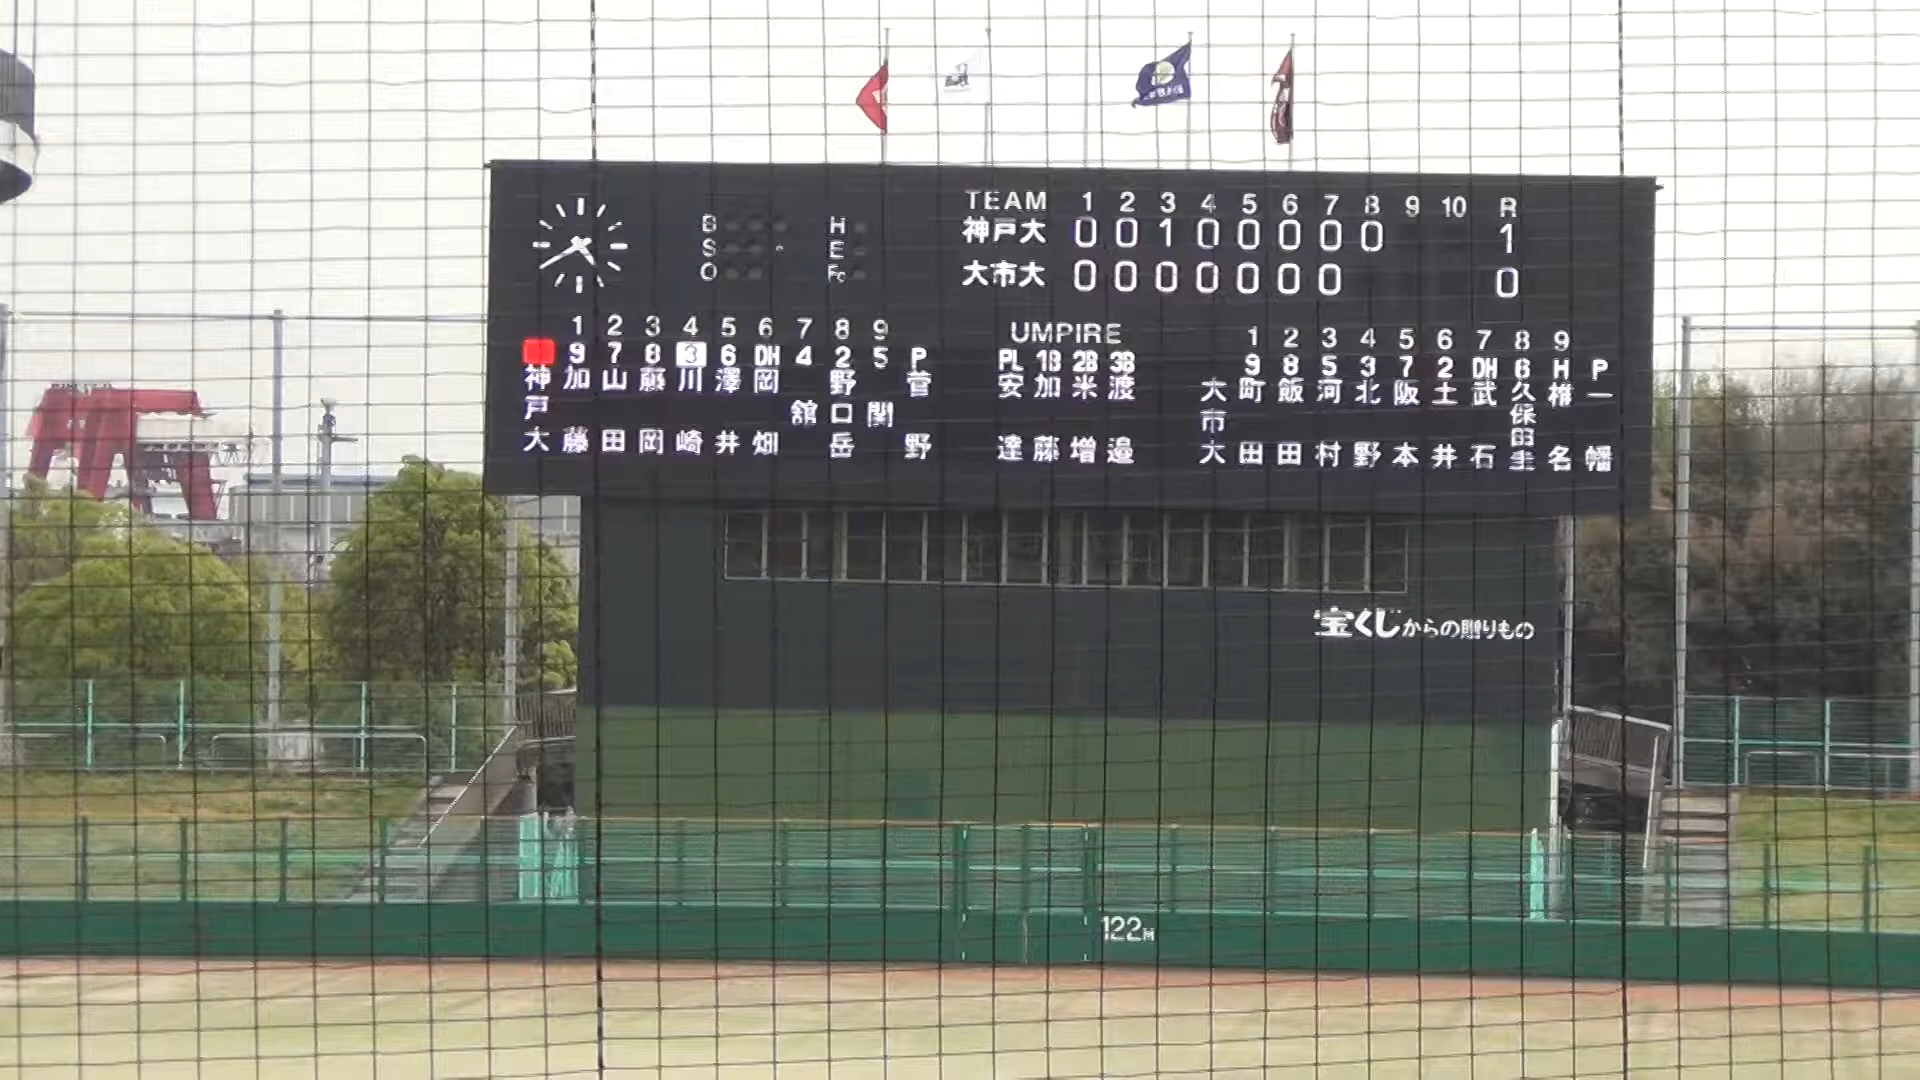 TEAM 1 2 3 4 5 6 7 8 9 10 R
神戸大 0 0 1 0 0 0 0 0 1
大市大 0 0 0 0 0 0 0 0
B H
S E
O Fc
1 2 3 4 5 6 7 8 9
9 7 8 3 6 DH 4 2 5 P
神戸大 加藤 山田 藤岡 川崎 澤井 岡畑 舘 野口岳 関 菅野
UMPIRE
PL 1B 2B 3B
安達 加藤 米増 渡邉
1 2 3 4 5 6 7 8 9
9 8 5 3 7 2 DH 6 H P
大市大 町田 飯田 河村 北野 阪本 土井 武石 久保田圭 椎名 一幡
宝くじからの贈りもの
122M